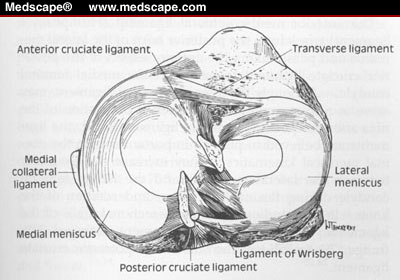 Medscape® www.medscape.com
Anterior cruciate ligament
Transverse ligament
Medial
collateral
ligament
Lateral
meniscus
Medial meniscus
Ligament of Wrisberg
Posterior cruciate ligament